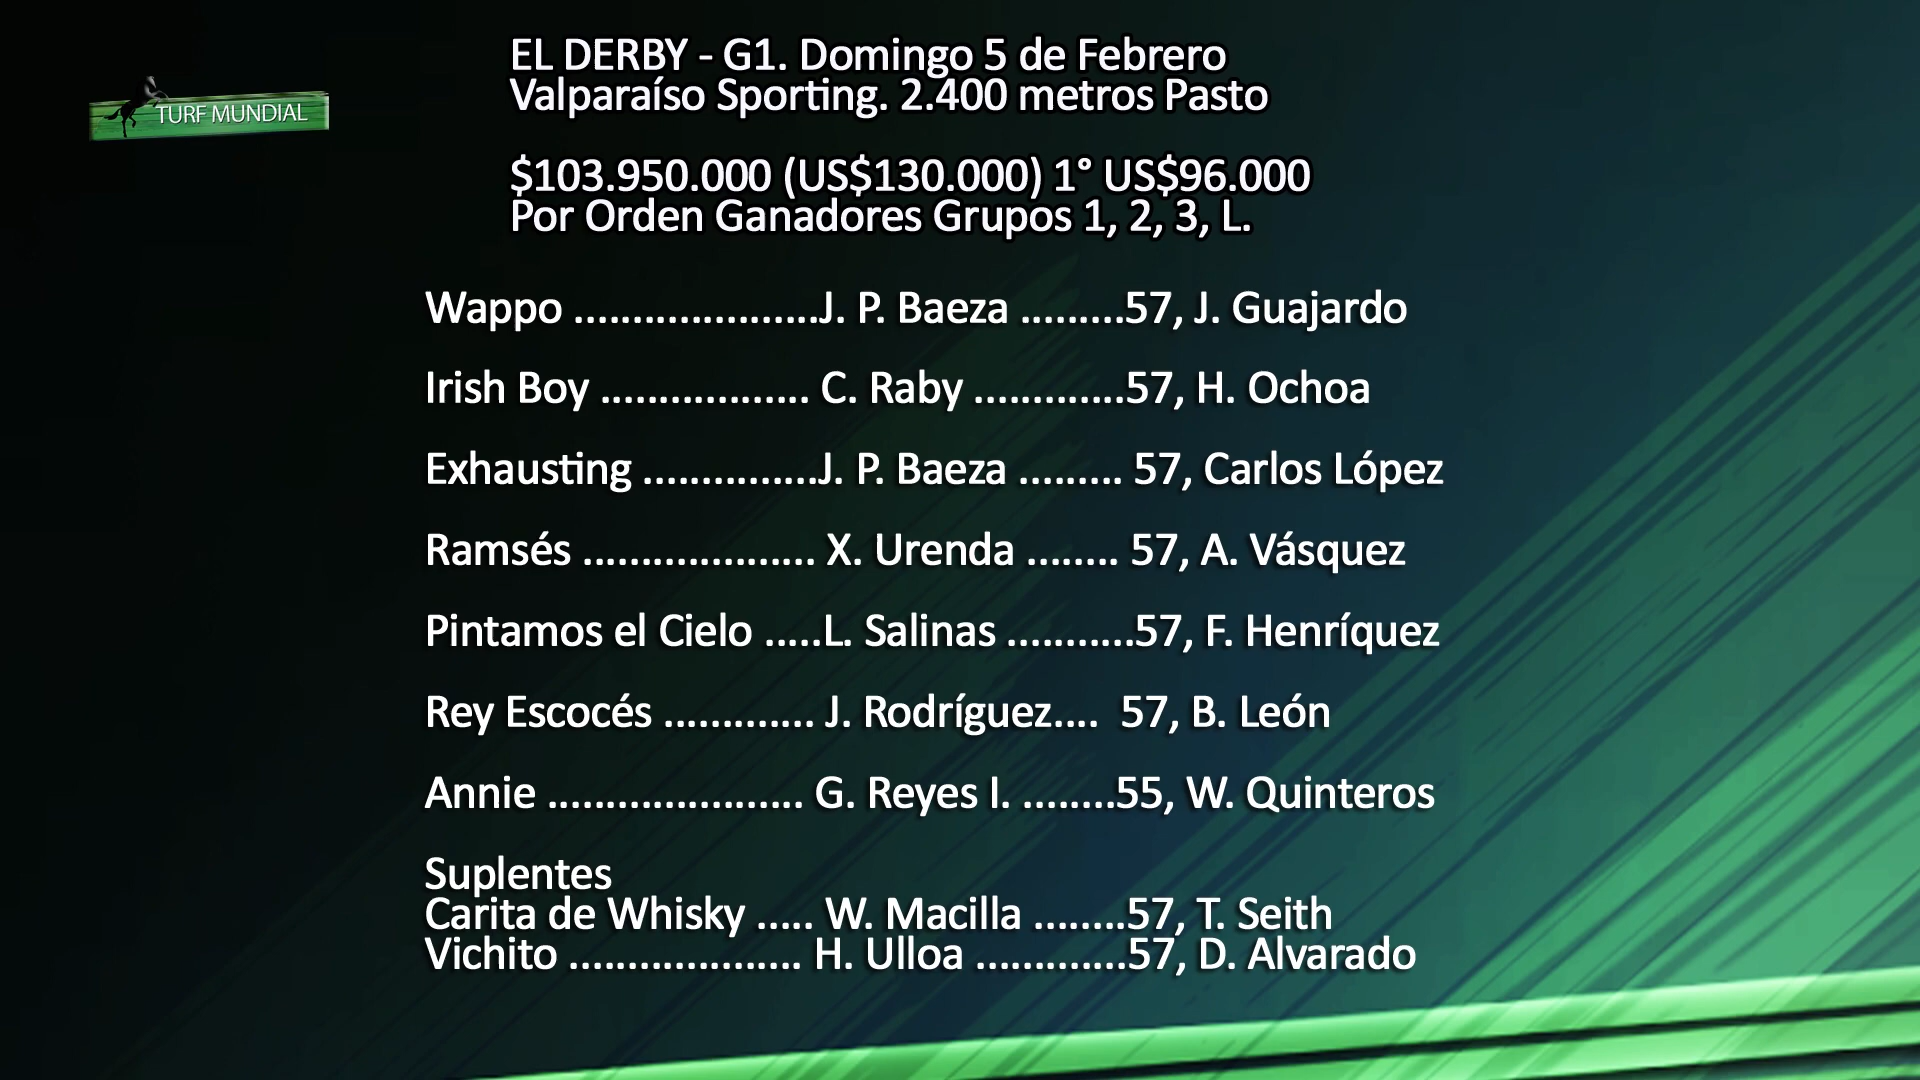 TURF MUNDIAL
EL DERBY - G1. Domingo 5 de Febrero
Valparaíso Sporting. 2.400 metros Pasto
$103.950.000 (US$130.000) 1° US$96.000
Por Orden Ganadores Grupos 1, 2, 3, L.
Wappo .....................J. P. Baeza .........57, J. Guajardo
Irish Boy .................. C. Raby .............57, H. Ochoa
Exhausting ...............J. P. Baeza ......... 57, Carlos López
Ramsés .................... X. Urenda ........ 57, A. Vásquez
Pintamos el Cielo .....L. Salinas ...........57, F. Henríquez
Rey Escocés ............. J. Rodríguez.... 57, B. León
Annie ...................... G. Reyes I. ........55, W. Quinteros
Suplentes
Carita de Whisky ..... W. Macilla ........57, T. Seith
Vichito .................... H. Ulloa .............57, D. Alvarado